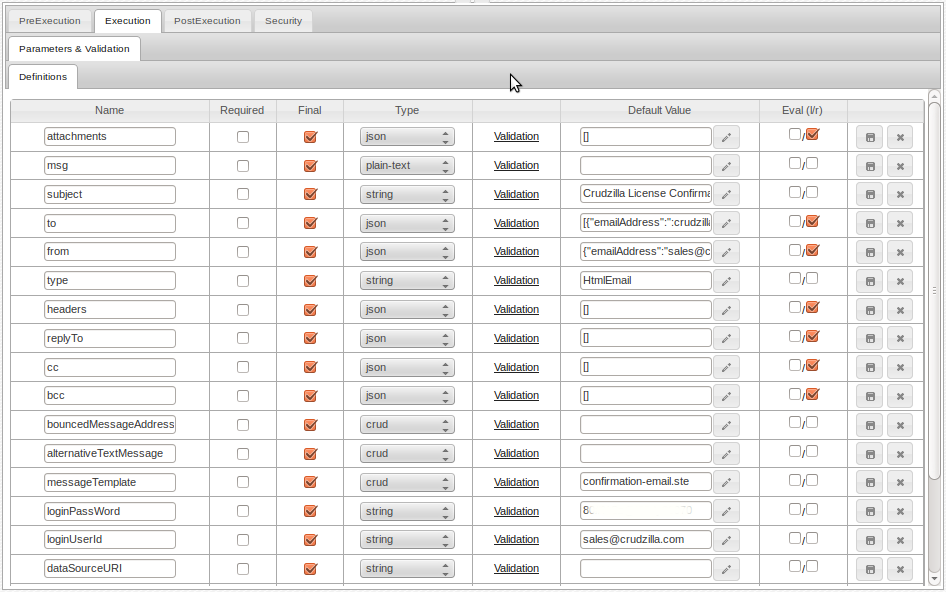 PreExecution Execution PostExecution Security
Parameters & Validation
Definitions
Name Required Final Type Default Value Eval (l/r)
attachments json Validation [] /
msg plain-text Validation /
subject string Validation Crudzilla License Confirma /
to json Validation [{"emailAddress":":crudzilla /
from json Validation {"emailAddress":"sales@c /
type string Validation HtmlEmail /
headers json Validation [] /
replyTo json Validation [] /
cc json Validation [] /
bcc json Validation [] /
bouncedMessageAddress crud Validation /
alternativeTextMessage crud Validation /
messageTemplate crud Validation confirmation-email.ste /
loginPassWord string Validation /
loginUserId string Validation sales@crudzilla.com /
dataSourceURI string Validation /